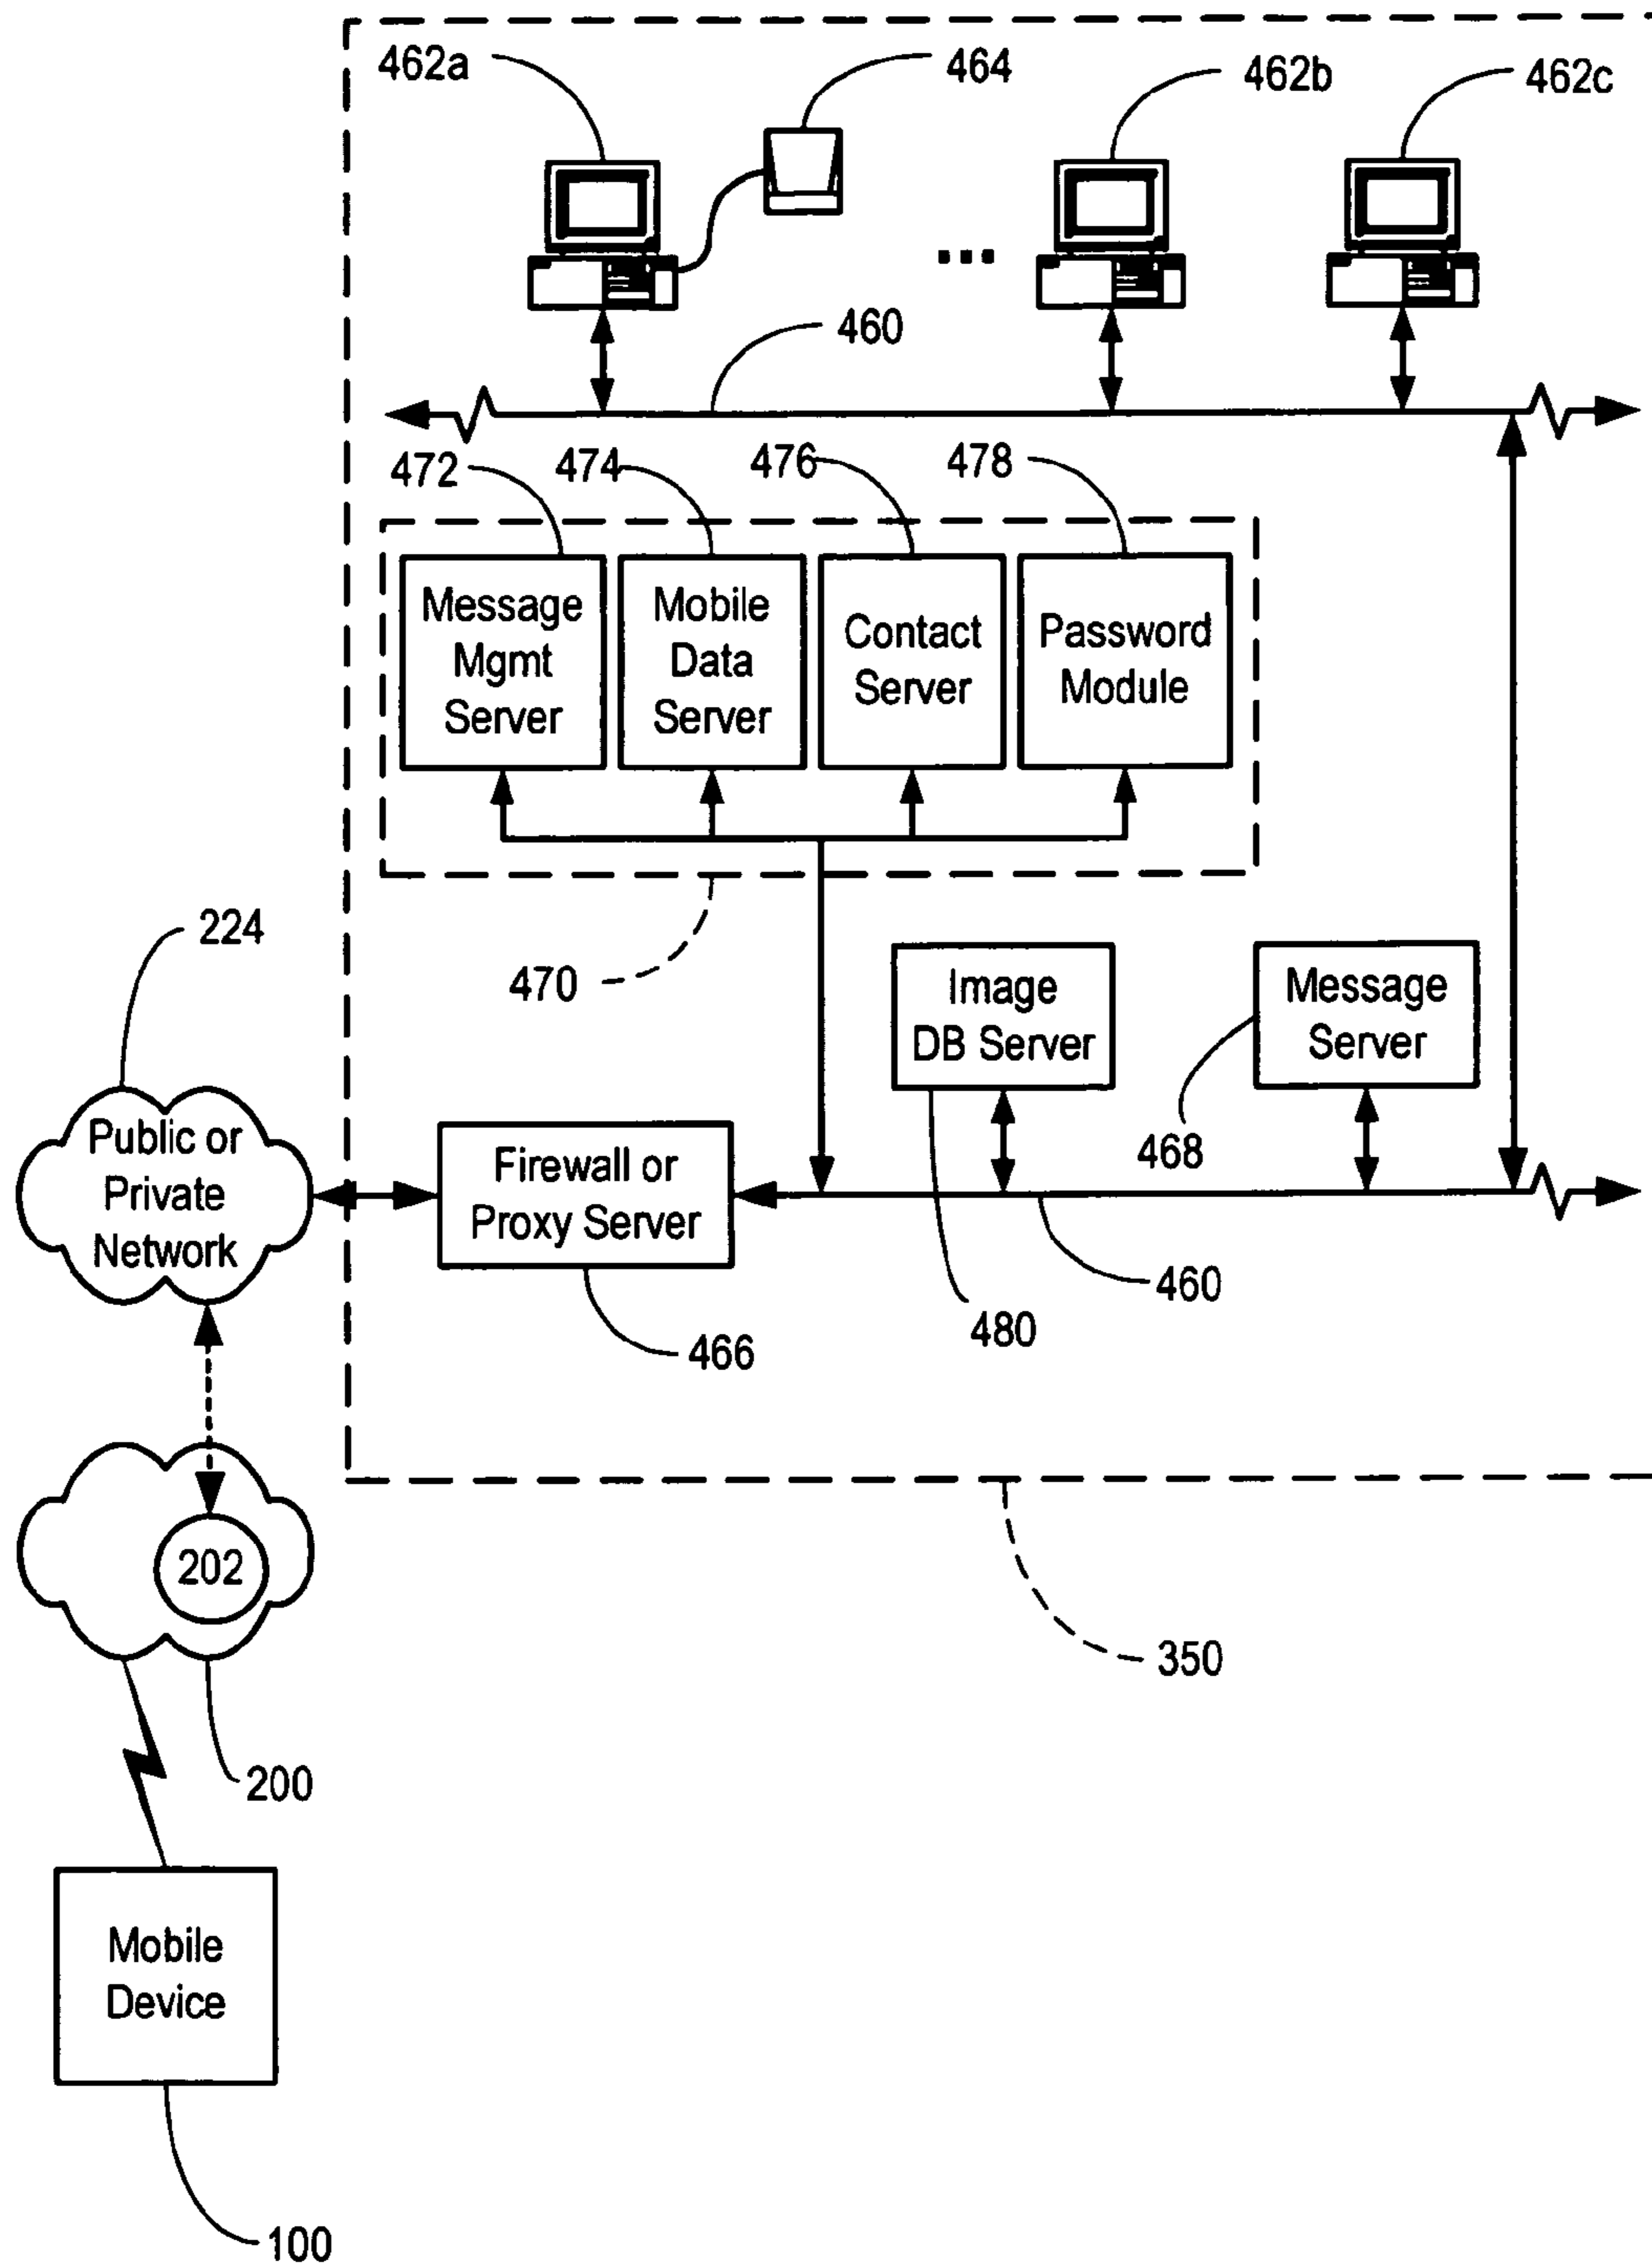 462a
464
462b
462c
460
472
474
476
478
Message
Mgmt
Server
Mobile
Data
Server
Contact
Server
Password
Module
224
470
Image
DB Server
Message
Server
Public or
Private
Network
Firewall or
Proxy Server
468
460
480
466
202
350
200
Mobile
Device
100